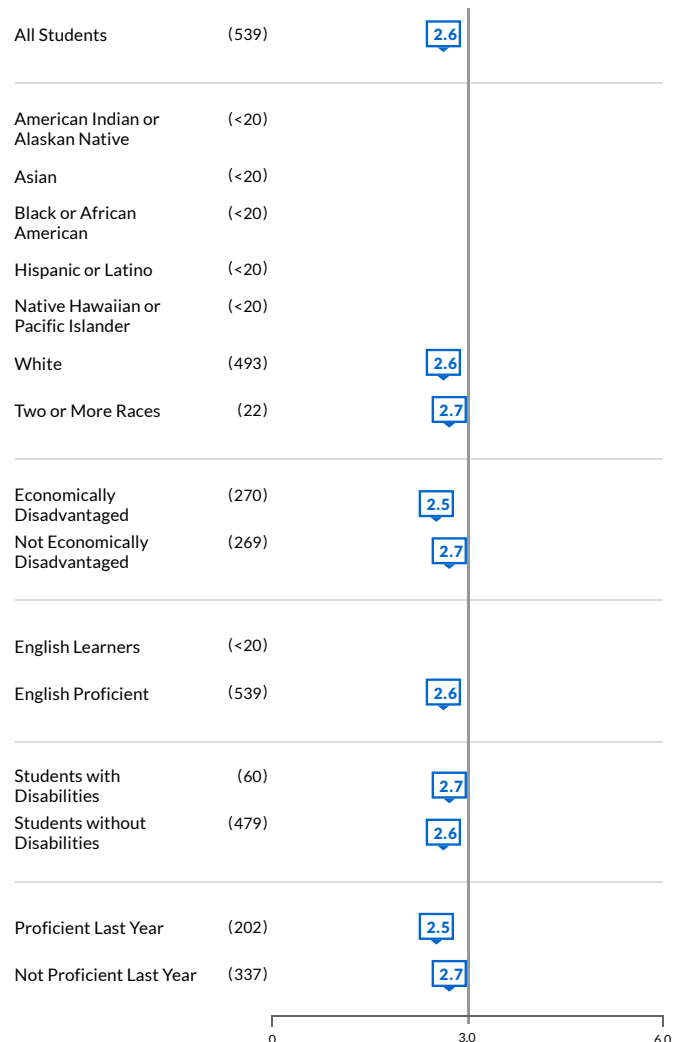 All Students (539) 2.6
American Indian or (<20)
Alaskan Native
Asian (<20)
Black or African (<20)
American
Hispanic or Latino (<20)
Native Hawaiian or (<20)
Pacific Islander
White (493) 2.6
Two or More Races (22) 2.7
Economically (270) 2.5
Disadvantaged
Not Economically (269) 2.7
Disadvantaged
English Learners (<20)
English Proficient (539) 2.6
Students with (60) 2.7
Disabilities
Students without (479) 2.6
Disabilities
Proficient Last Year (202) 2.5
Not Proficient Last Year (337) 2.7
0 3.0 6.0